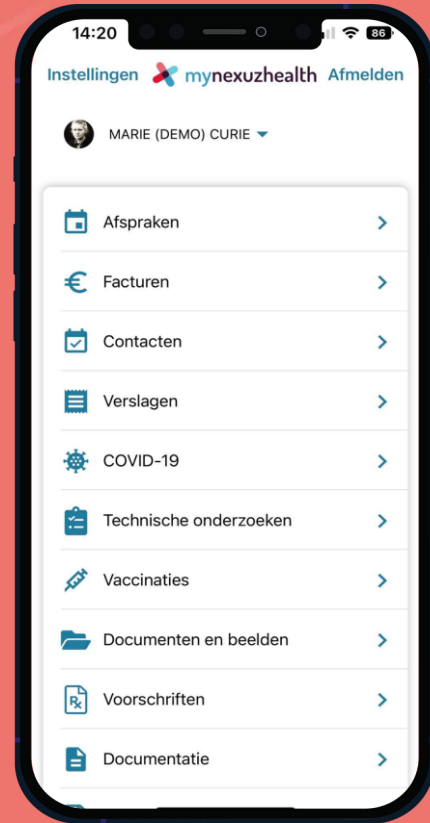 14:20 86
Instellingen mynexuzhealth Afmelden
MARIE (DEMO) CURIE
Afspraken
Facturen
Contacten
Verslagen
COVID-19
Technische onderzoeken
Vaccinaties
Documenten en beelden
Rx Voorschriften
Documentatie